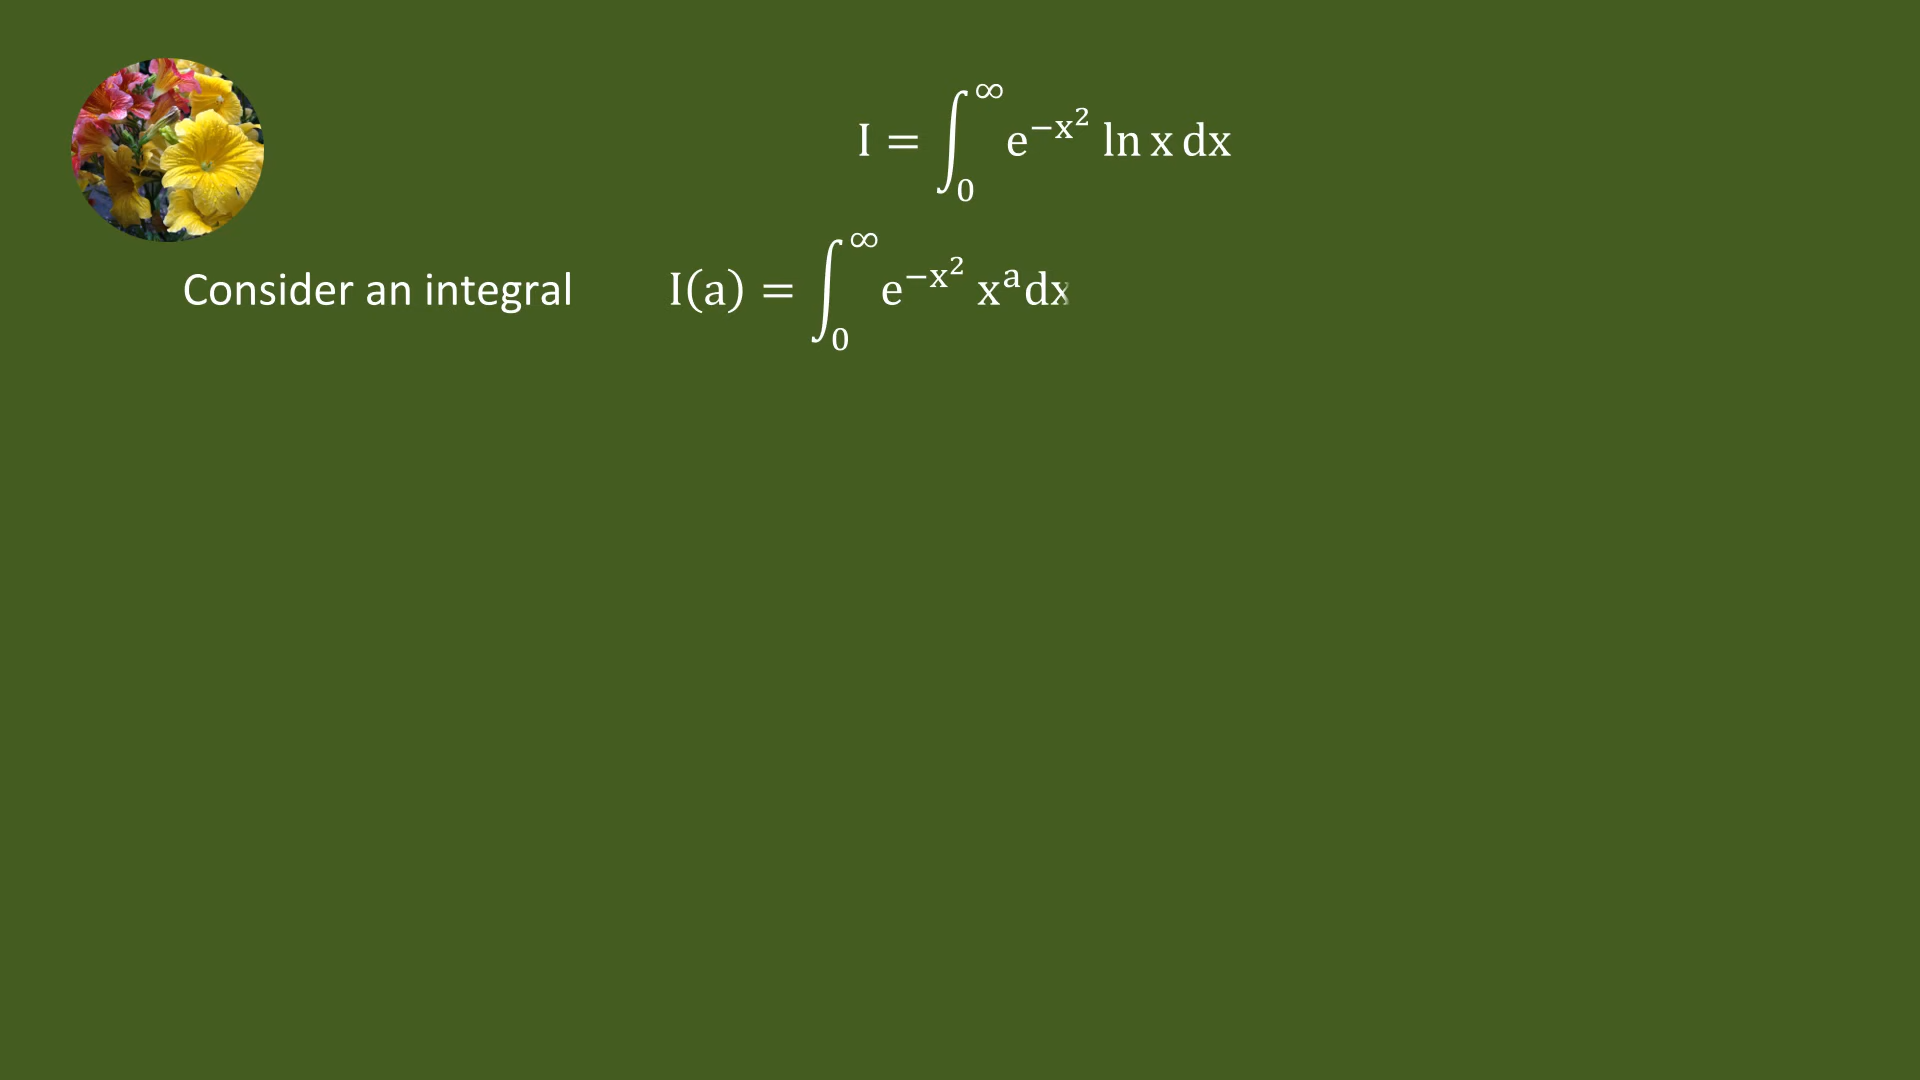 I = ∫₀^∞ e^{−x²} ln x dx
Consider an integral I(a) = ∫₀^∞ e^{−x²} x^a dx